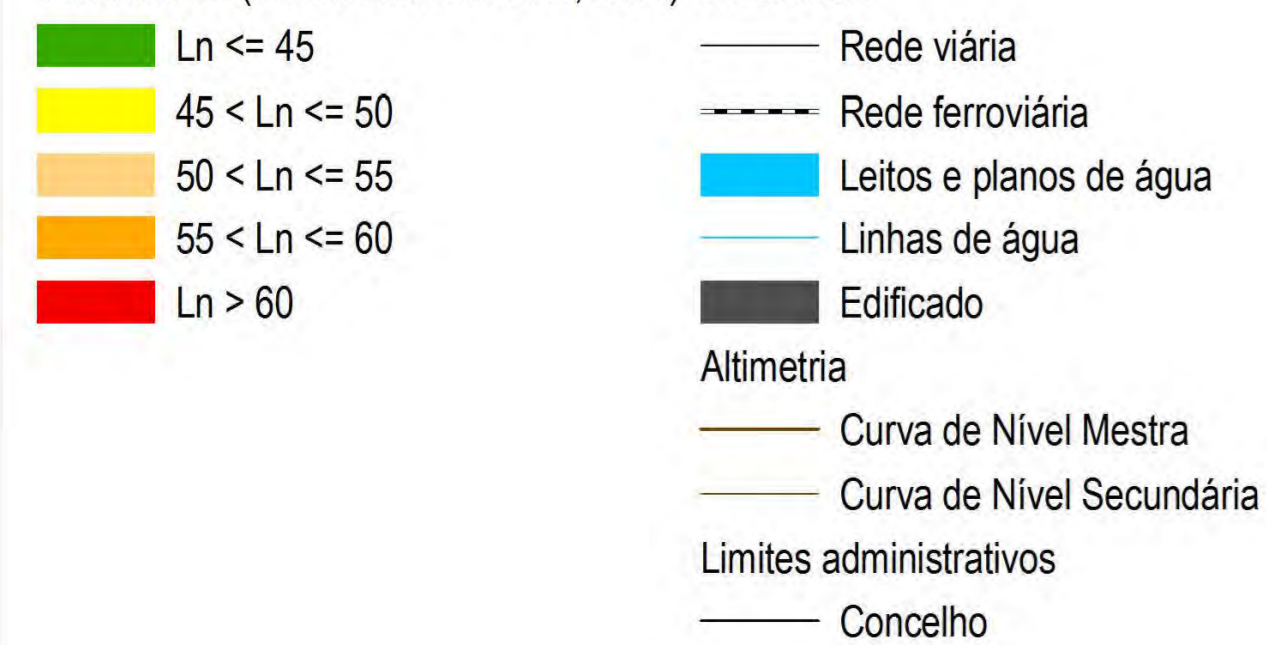 Ln <= 45
45 < Ln <= 50
50 < Ln <= 55
55 < Ln <= 60
Ln > 60
Rede viária
Rede ferroviária
Leitos e planos de água
Linhas de água
Edificado
Altimetria
Curva de Nível Mestra
Curva de Nível Secundária
Limites administrativos
Concelho